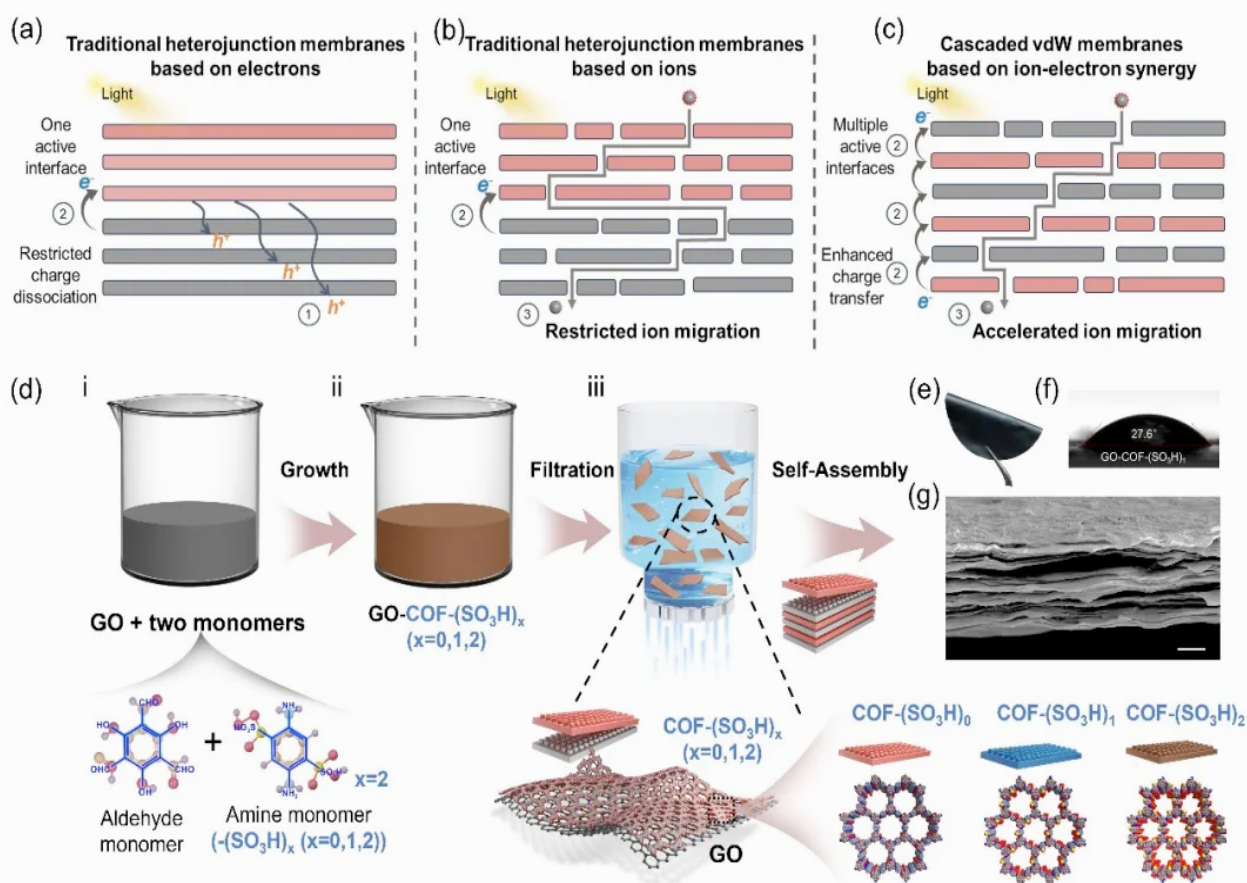 (a)
Traditional heterojunction membranes
based on electrons
Light
One
active
interface
e⁻
②
h⁺
Restricted
charge
dissociation
h⁺
①
h⁺
(b)
Traditional heterojunction membranes
based on ions
Light
One
active
interface
e⁻
②
③
Restricted ion migration
(c)
Cascaded vdW membranes
based on ion-electron synergy
Light
e⁻
Multiple
active
interfaces
②
②
Enhanced
charge
transfer
②
e⁻
③
Accelerated ion migration
(d)
i
ii
iii
Growth
Filtration
Self-Assembly
GO + two monomers
GO-COF-(SO₃H)ₓ
(x=0,1,2)
CHO
HO
OH
OHC
CHO
OH
+
NH₂
HO₃S
SO₃H
NH₂
x=2
Aldehyde
monomer
Amine monomer
(-(SO₃H)ₓ (x=0,1,2))
COF-(SO₃H)ₓ
(x=0,1,2)
GO
COF-(SO₃H)₀
COF-(SO₃H)₁
COF-(SO₃H)₂
(e)
(f)
27.6°
GO-COF-(SO₃H)₁
(g)